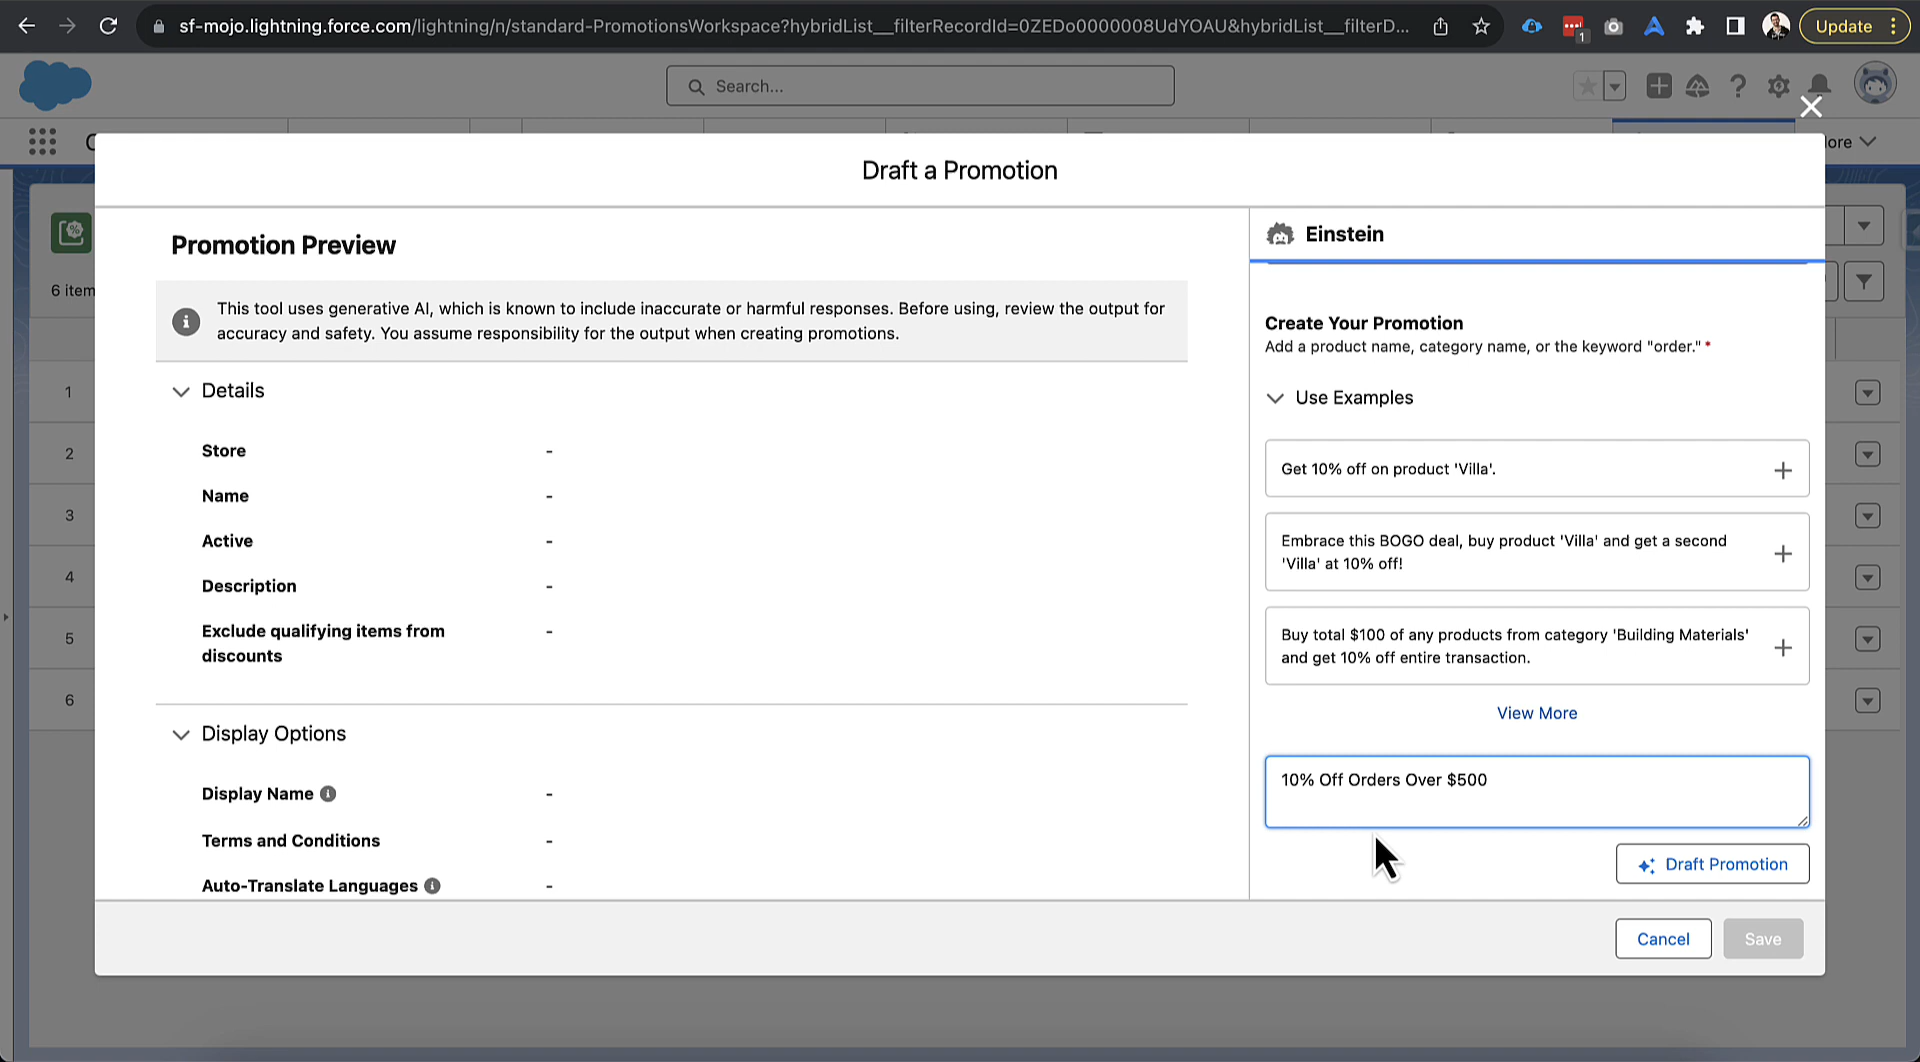 sf-mojo.lightning.force.com/lightning/n/standard-PromotionsWorkspace?hybridList__filterRecordId=0ZEDo0000008UdYOAU&hybridList__filterD...
1
Update
Search...
ore
Draft a Promotion
6 item
1
2
3
4
5
6
Promotion Preview
This tool uses generative AI, which is known to include inaccurate or harmful responses. Before using, review the output for
accuracy and safety. You assume responsibility for the output when creating promotions.
Details
Store -
Name -
Active -
Description -
Exclude qualifying items from -
discounts
Display Options
Display Name -
Terms and Conditions -
Auto-Translate Languages -
Einstein
Create Your Promotion
Add a product name, category name, or the keyword "order." *
Use Examples
Get 10% off on product 'Villa'.
Embrace this BOGO deal, buy product 'Villa' and get a second
'Villa' at 10% off!
Buy total $100 of any products from category 'Building Materials'
and get 10% off entire transaction.
View More
10% Off Orders Over $500
Draft Promotion
Cancel
Save